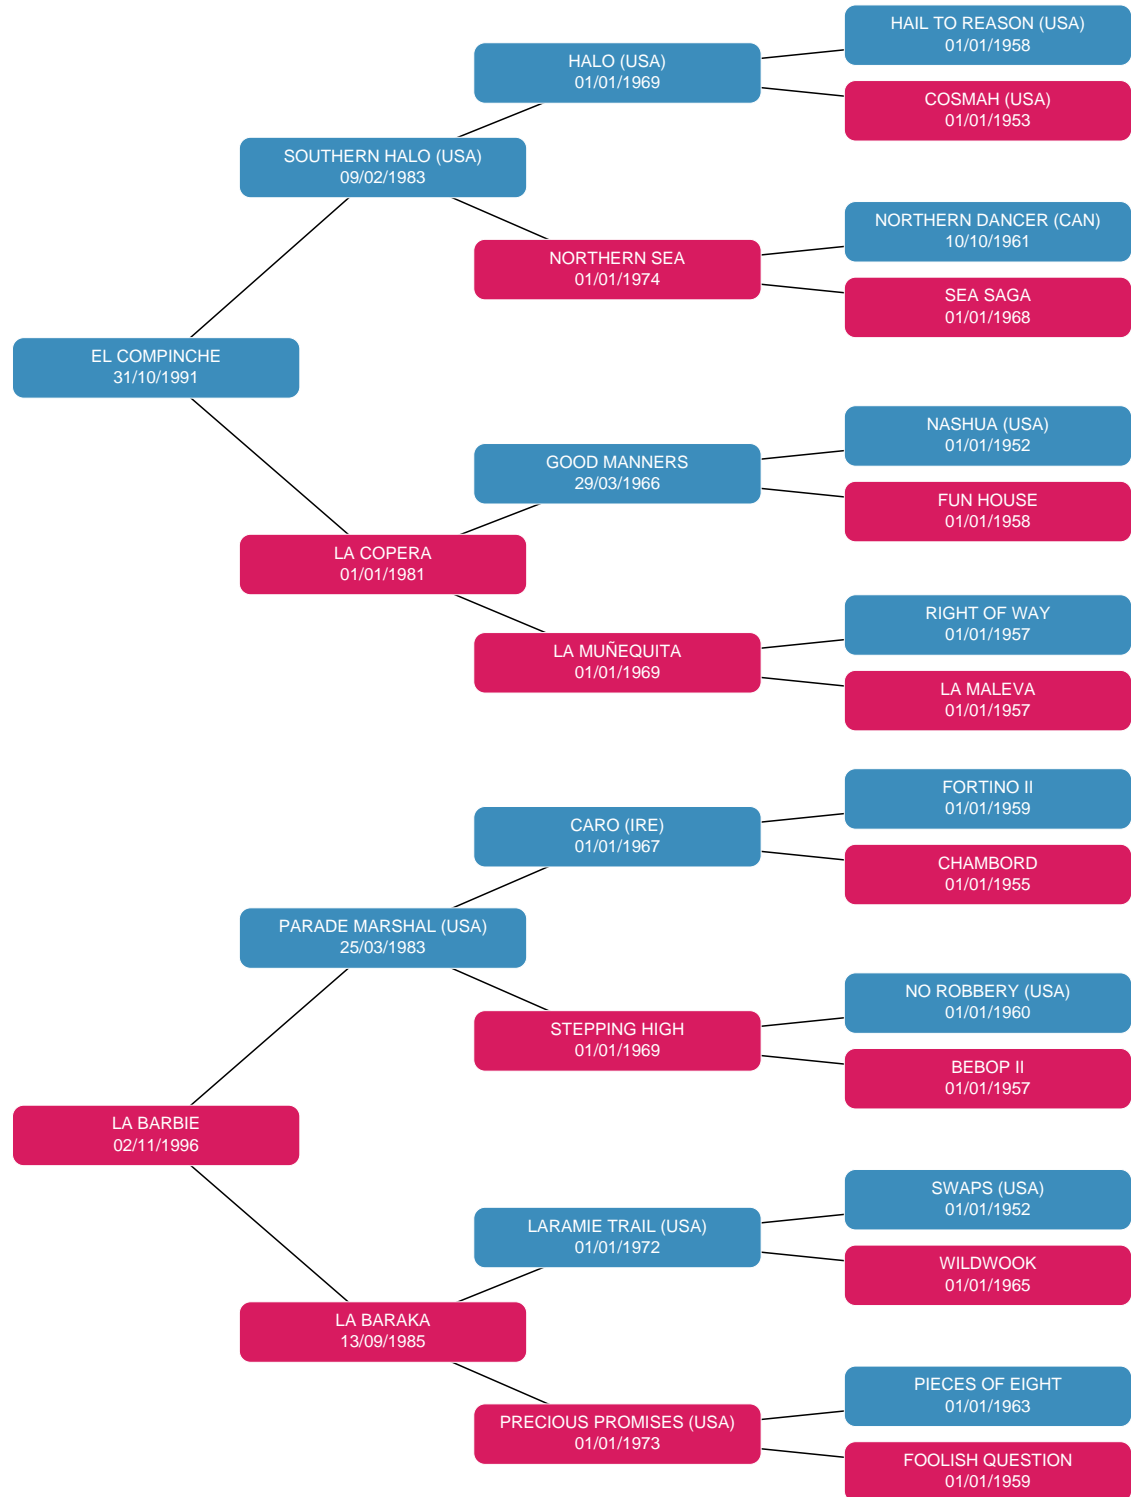 HAIL TO REASON (USA)
01/01/1958
HALO (USA)
01/01/1969
COSMAH (USA)
01/01/1953
SOUTHERN HALO (USA)
09/02/1983
NORTHERN DANCER (CAN)
10/10/1961
NORTHERN SEA
01/01/1974
SEA SAGA
01/01/1968
EL COMPINCHE
31/10/1991
NASHUA (USA)
01/01/1952
GOOD MANNERS
29/03/1966
FUN HOUSE
01/01/1958
LA COPERA
01/01/1981
RIGHT OF WAY
01/01/1957
LA MUÑEQUITA
01/01/1969
LA MALEVA
01/01/1957
FORTINO II
01/01/1959
CARO (IRE)
01/01/1967
CHAMBORD
01/01/1955
PARADE MARSHAL (USA)
25/03/1983
NO ROBBERY (USA)
01/01/1960
STEPPING HIGH
01/01/1969
BEBOP II
01/01/1957
LA BARBIE
02/11/1996
SWAPS (USA)
01/01/1952
LARAMIE TRAIL (USA)
01/01/1972
WILDWOOK
01/01/1965
LA BARAKA
13/09/1985
PIECES OF EIGHT
01/01/1963
PRECIOUS PROMISES (USA)
01/01/1973
FOOLISH QUESTION
01/01/1959